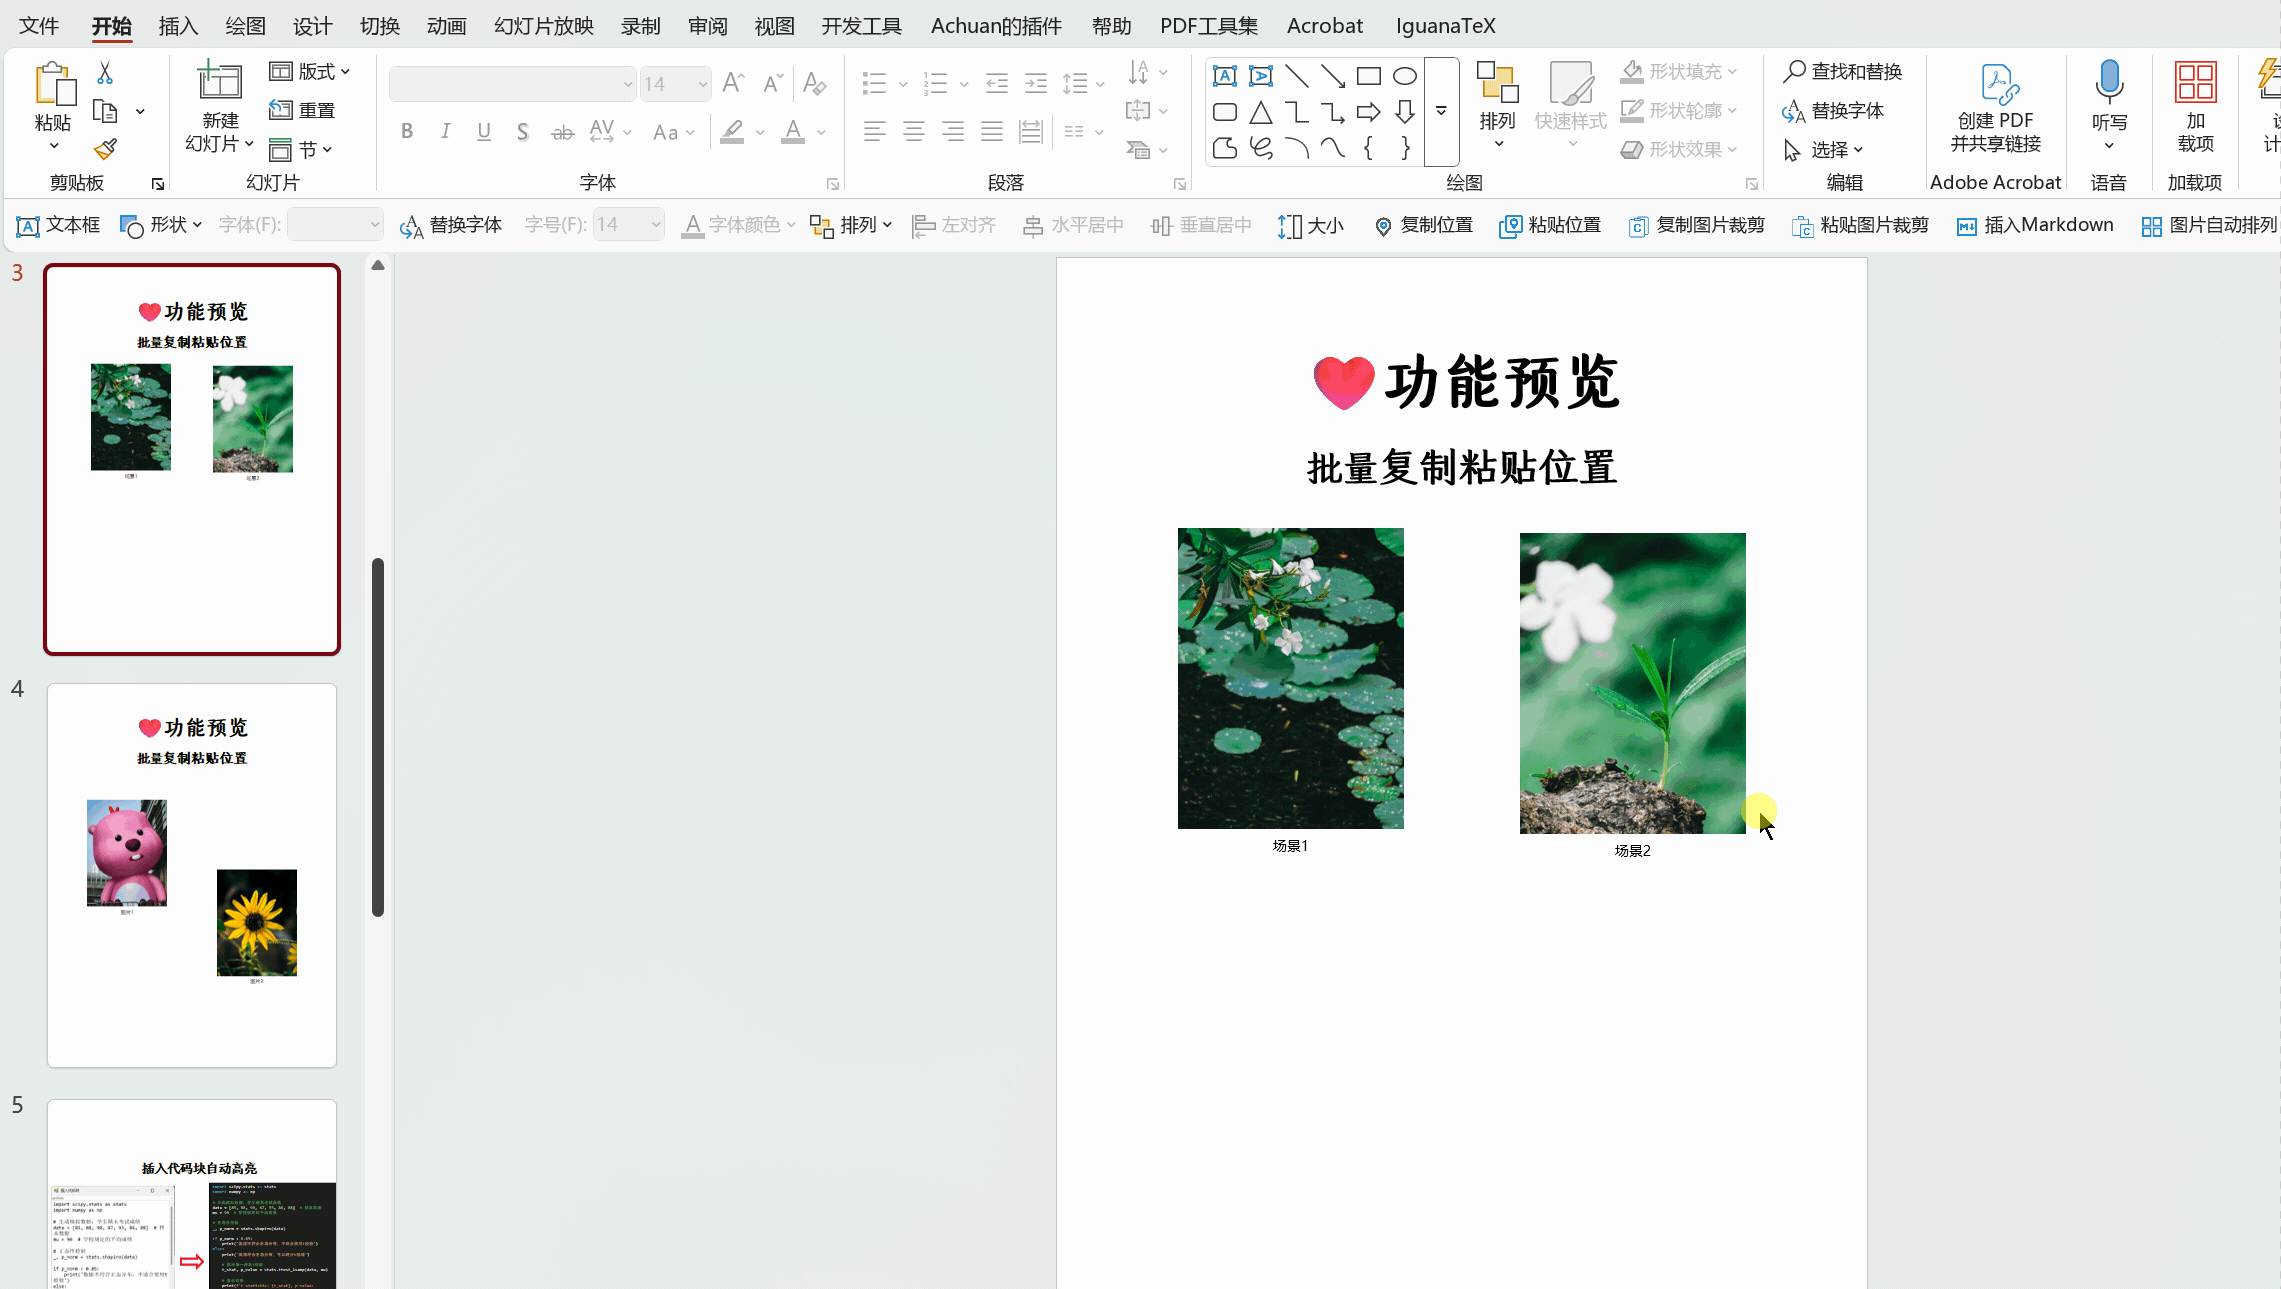 文件 开始 插入 绘图 设计 切换 动画 幻灯片放映 录制 审阅 视图 开发工具 Achuan的插件 帮助 PDF工具集 Acrobat IguanaTeX
粘贴
剪贴板
新建
幻灯片
版式
重置
节
幻灯片
14
B I U S ab AV Aa A
字体
段落
排列
快速样式
形状填充
形状轮廓
形状效果
绘图
查找和替换
替换字体
选择
编辑
创建 PDF
并共享链接
Adobe Acrobat
听写
语音
加
载项
加载项
文本框 形状 字体(F): 替换字体 字号(F): 14 字体颜色 排列 左对齐 水平居中 垂直居中 大小 复制位置 粘贴位置 复制图片裁剪 粘贴图片裁剪 插入Markdown 图片自动排列
3
功能预览
批量复制粘贴位置
场景1
场景2
4
功能预览
批量复制粘贴位置
图片1
图片2
5
插入代码块自动高亮
import scipy.stats as stats
import numpy as np
功能预览
批量复制粘贴位置
场景1
场景2